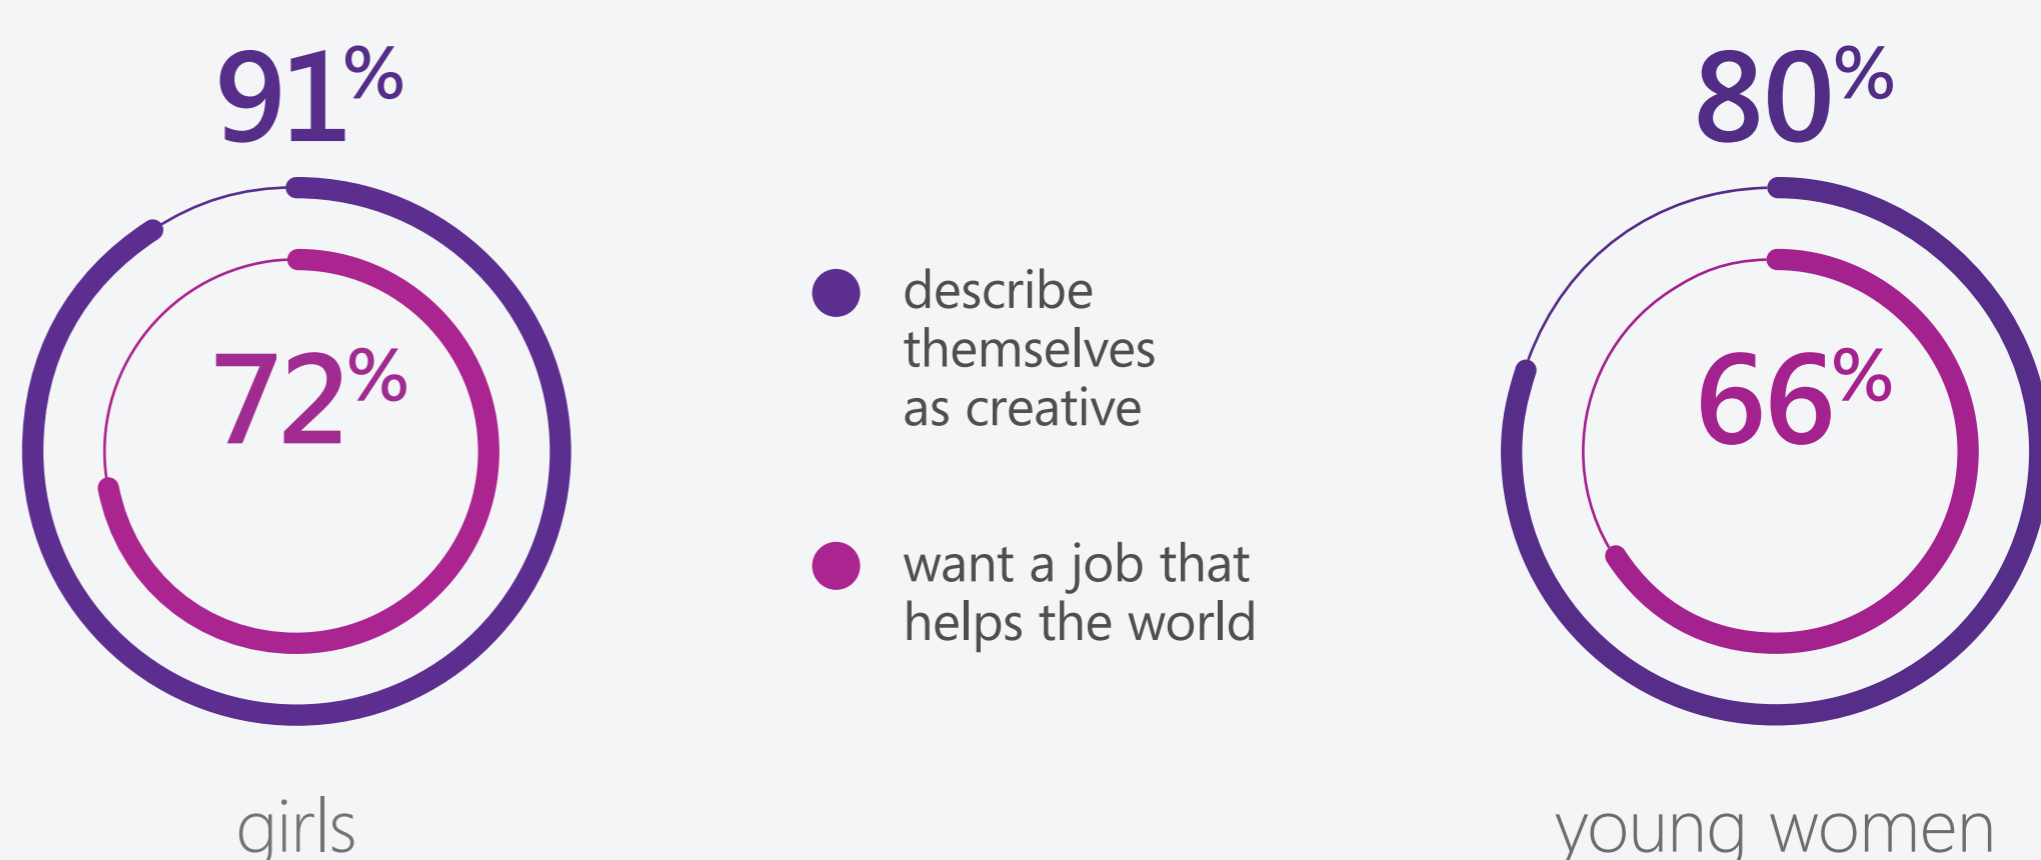 91%
72%
girls
describe
themselves
as creative
want a job that
helps the world
80%
66%
young women